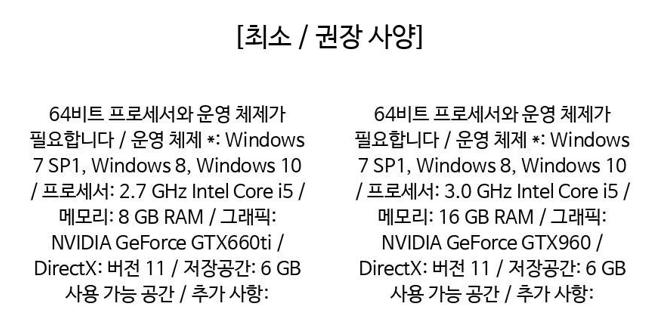 [최소 / 권장 사양]
64비트 프로세서와 운영 체제가
필요합니다 / 운영 체제 *: Windows
7 SP1, Windows 8, Windows 10
/ 프로세서: 2.7 GHz Intel Core i5 /
메모리: 8 GB RAM / 그래픽:
NVIDIA GeForce GTX660ti /
DirectX: 버전 11 / 저장공간: 6 GB
사용 가능 공간 / 추가 사항:
64비트 프로세서와 운영 체제가
필요합니다 / 운영 체제 *: Windows
7 SP1, Windows 8, Windows 10
/ 프로세서: 3.0 GHz Intel Core i5 /
메모리: 16 GB RAM / 그래픽:
NVIDIA GeForce GTX960 /
DirectX: 버전 11 / 저장공간: 6 GB
사용 가능 공간 / 추가 사항: